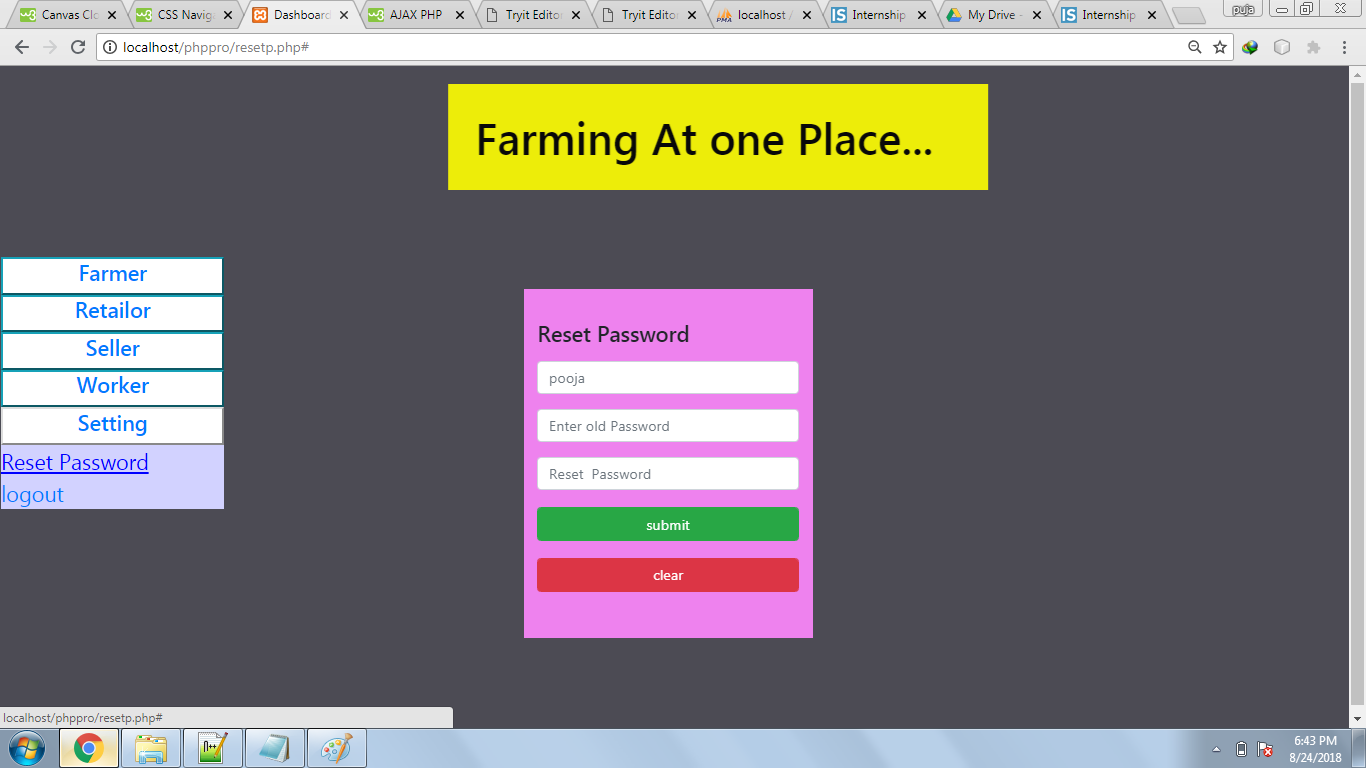 Canvas Clo CSS Naviga Dashboard AJAX PHP Tryit Edito Tryit Edito localhost / Internship My Drive - Internship puja
localhost/phppro/resetp.php#
Farming At one Place...
Farmer
Retailor
Seller
Worker
Setting
Reset Password
logout
Reset Password
pooja
Enter old Password
Reset Password
submit
clear
localhost/phppro/resetp.php#
6:43 PM
8/24/2018